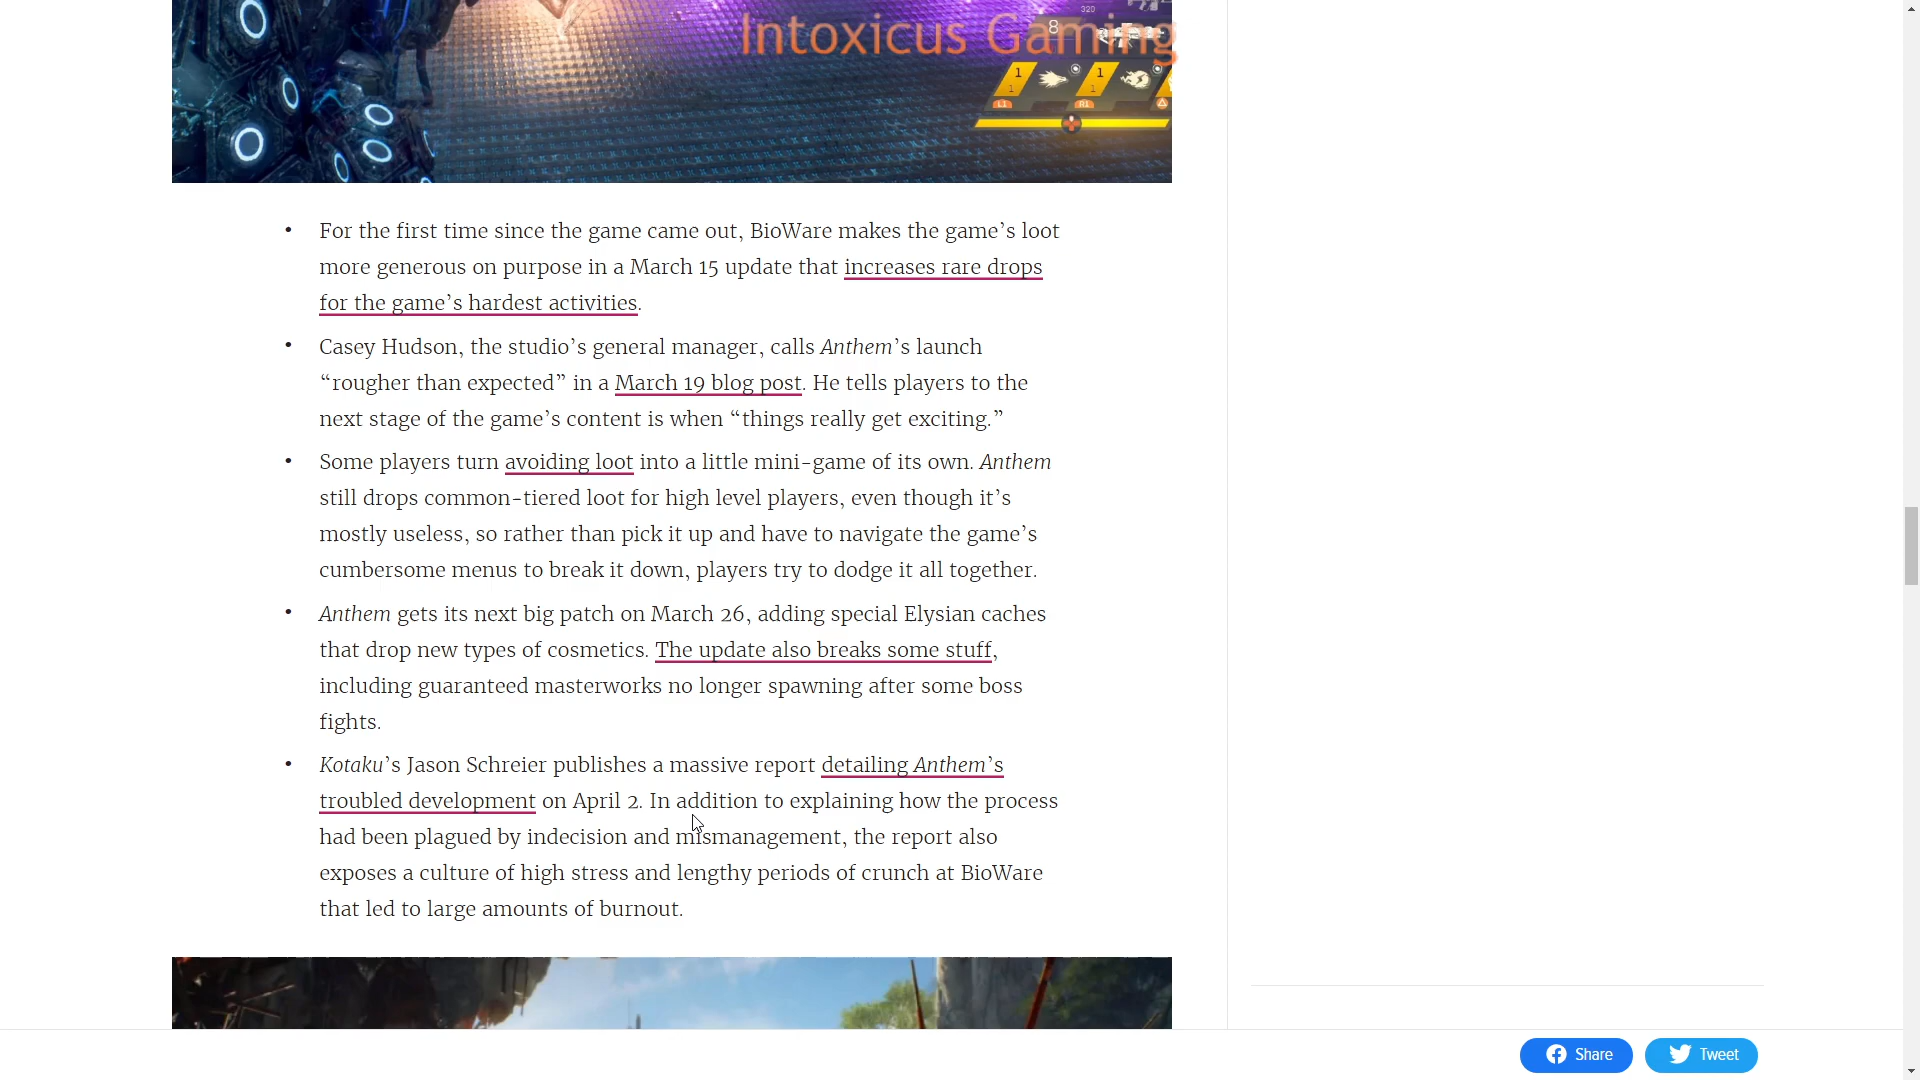 320
8
Intoxicus Gaming
1
1
1
1
L1
R1
• For the first time since the game came out, BioWare makes the game’s loot
more generous on purpose in a March 15 update that increases rare drops
for the game’s hardest activities.
• Casey Hudson, the studio’s general manager, calls Anthem’s launch
“rougher than expected” in a March 19 blog post. He tells players to the
next stage of the game’s content is when “things really get exciting.”
• Some players turn avoiding loot into a little mini-game of its own. Anthem
still drops common-tiered loot for high level players, even though it’s
mostly useless, so rather than pick it up and have to navigate the game’s
cumbersome menus to break it down, players try to dodge it all together.
• Anthem gets its next big patch on March 26, adding special Elysian caches
that drop new types of cosmetics. The update also breaks some stuff,
including guaranteed masterworks no longer spawning after some boss
fights.
• Kotaku’s Jason Schreier publishes a massive report detailing Anthem’s
troubled development on April 2. In addition to explaining how the process
had been plagued by indecision and mismanagement, the report also
exposes a culture of high stress and lengthy periods of crunch at BioWare
that led to large amounts of burnout.
Share
Tweet